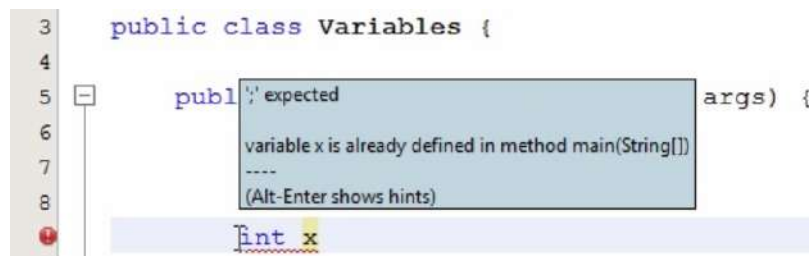 3 public class Variables {
4
5 publ args) {
';' expected
6
variable x is already defined in method main(String[])
7
----
8
(Alt-Enter shows hints)
int x